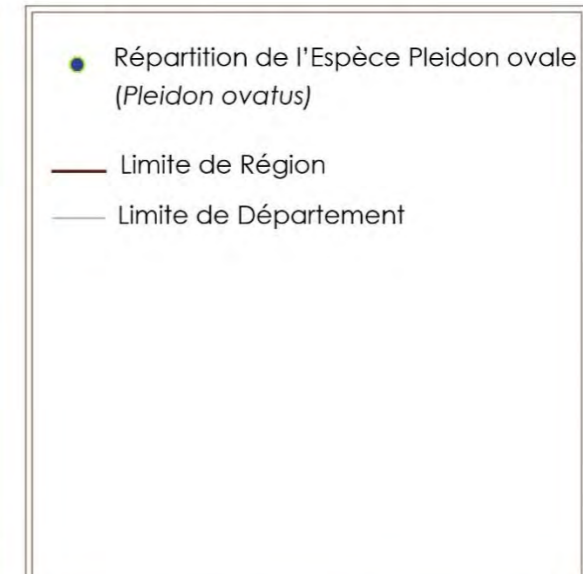 Répartition de l'Espèce Pleidon ovale
(Pleidon ovatus)
Limite de Région
Limite de Département